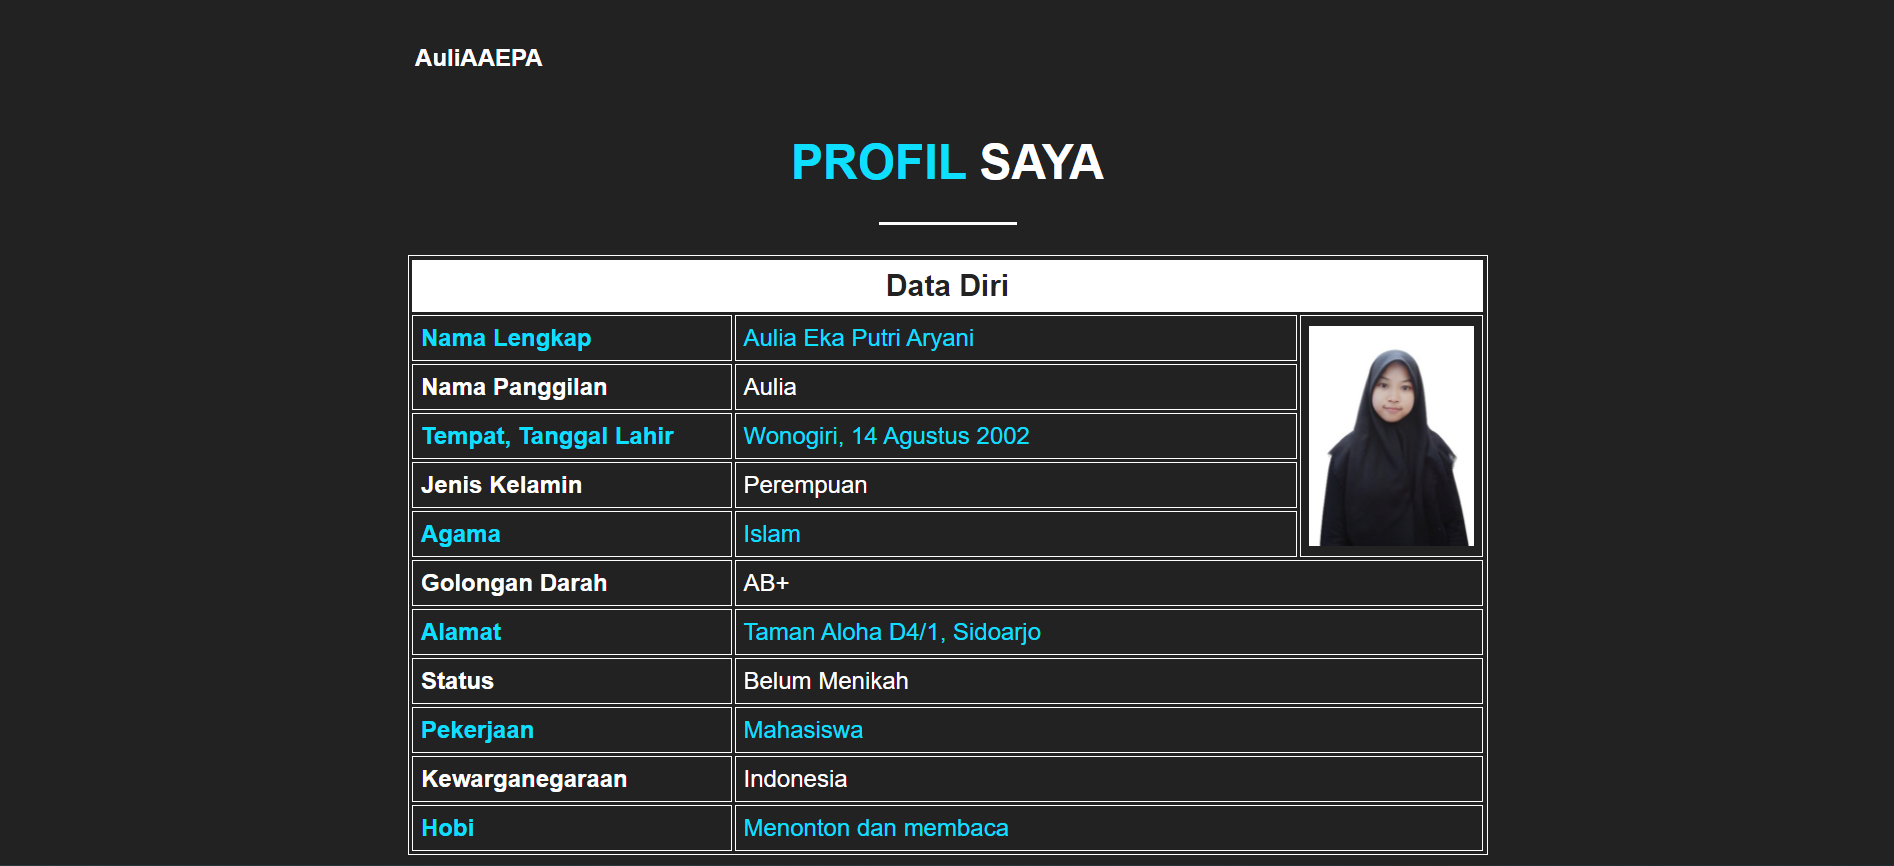 AuliAAEPA
PROFIL SAYA
Data Diri
Nama Lengkap Aulia Eka Putri Aryani
Nama Panggilan Aulia
Tempat, Tanggal Lahir Wonogiri, 14 Agustus 2002
Jenis Kelamin Perempuan
Agama Islam
Golongan Darah AB+
Alamat Taman Aloha D4/1, Sidoarjo
Status Belum Menikah
Pekerjaan Mahasiswa
Kewarganegaraan Indonesia
Hobi Menonton dan membaca